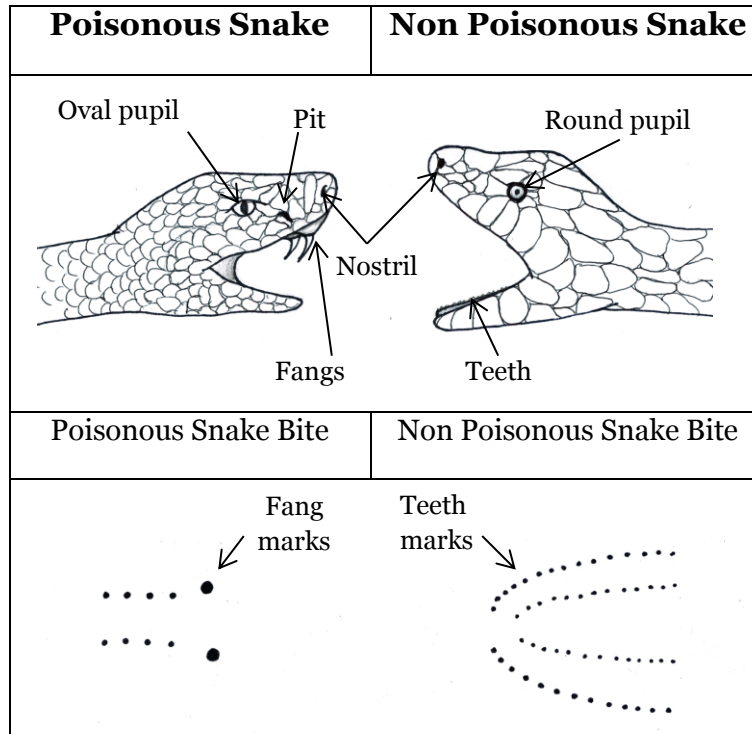 Poisonous Snake
Non Poisonous Snake
Oval pupil
Pit
Round pupil
Nostril
Fangs
Teeth
Poisonous Snake Bite
Non Poisonous Snake Bite
Fang
marks
Teeth
marks